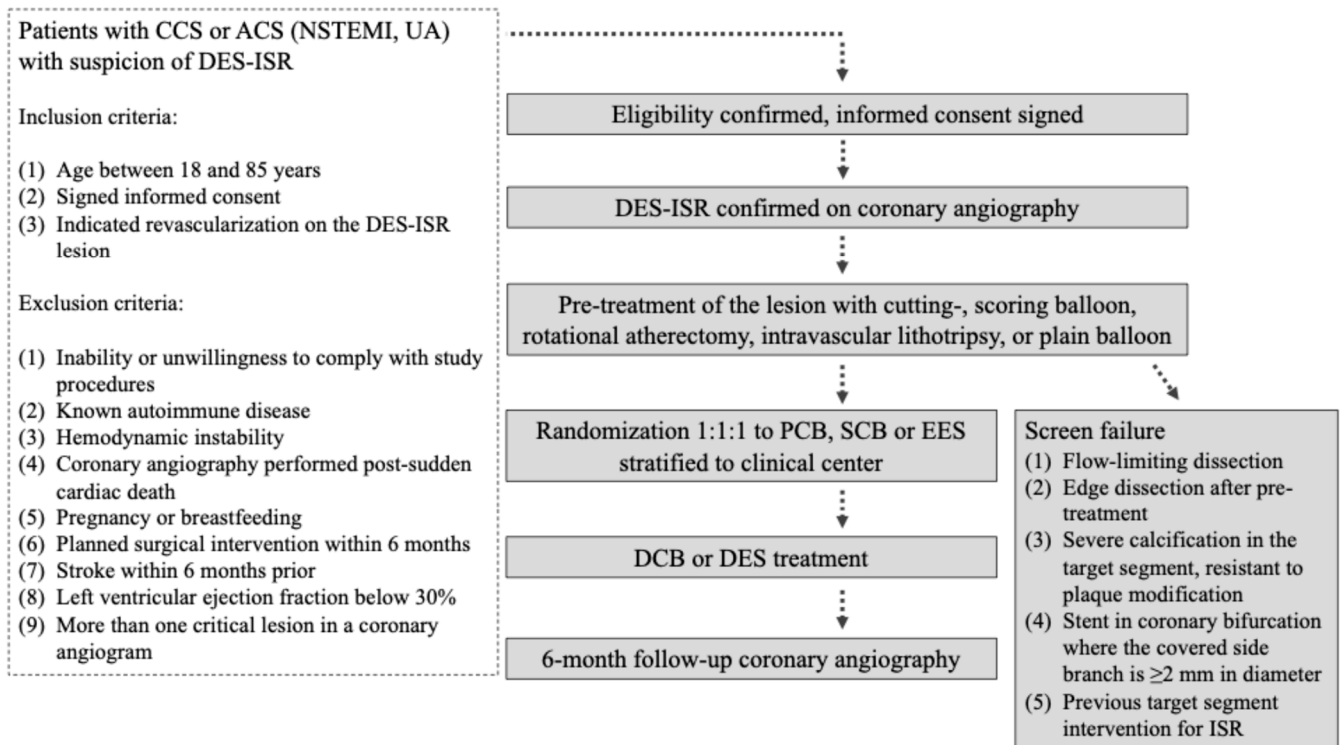 Patients with CCS or ACS (NSTEMI, UA)
with suspicion of DES-ISR
Inclusion criteria:
(1) Age between 18 and 85 years
(2) Signed informed consent
(3) Indicated revascularization on the DES-ISR
lesion
Exclusion criteria:
(1) Inability or unwillingness to comply with study
procedures
(2) Known autoimmune disease
(3) Hemodynamic instability
(4) Coronary angiography performed post-sudden
cardiac death
(5) Pregnancy or breastfeeding
(6) Planned surgical intervention within 6 months
(7) Stroke within 6 months prior
(8) Left ventricular ejection fraction below 30%
(9) More than one critical lesion in a coronary
angiogram
Eligibility confirmed, informed consent signed
DES-ISR confirmed on coronary angiography
Pre-treatment of the lesion with cutting-, scoring balloon,
rotational atherectomy, intravascular lithotripsy, or plain balloon
Randomization 1:1:1 to PCB, SCB or EES
stratified to clinical center
DCB or DES treatment
6-month follow-up coronary angiography
Screen failure
(1) Flow-limiting dissection
(2) Edge dissection after pre-
treatment
(3) Severe calcification in the
target segment, resistant to
plaque modification
(4) Stent in coronary bifurcation
where the covered side
branch is ≥2 mm in diameter
(5) Previous target segment
intervention for ISR